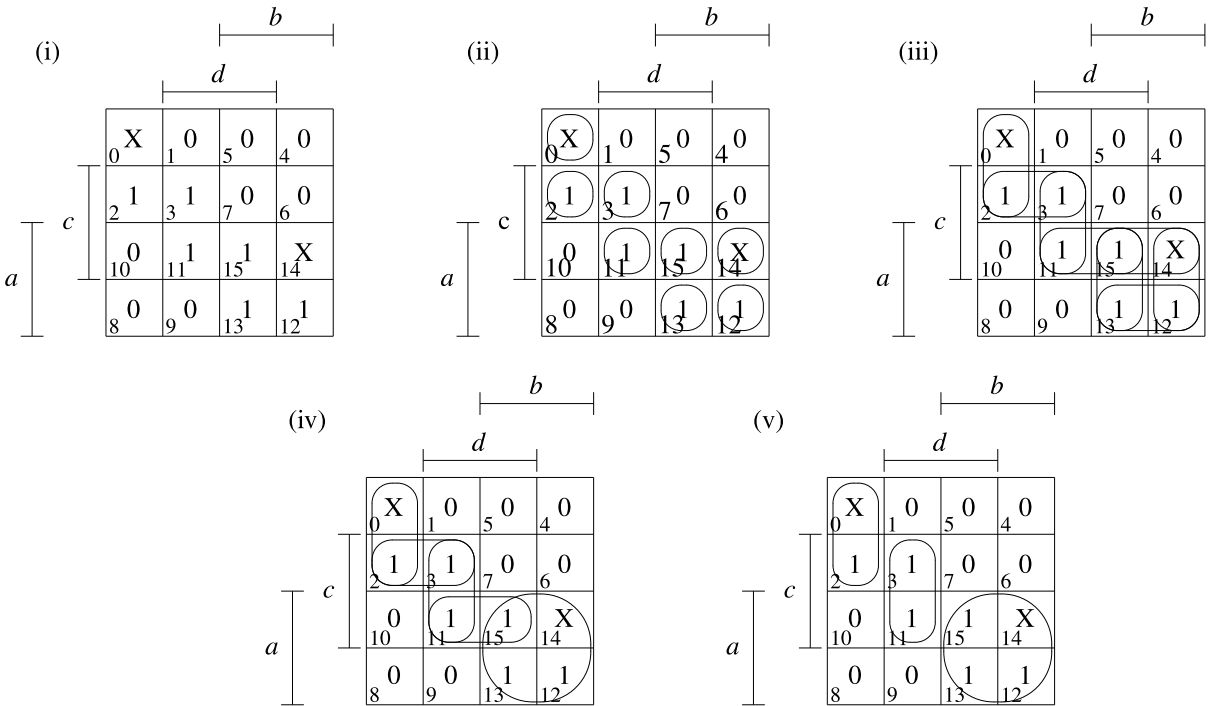 (i) b (ii) b (iii) b
d d d
X 0 0 0 X 0 0 0 X 0 0 0
0 1 5 4 0 1 5 4 0 1 5 4
c 1 1 0 0 c 1 1 0 0 c 1 1 0 0
2 3 7 6 2 3 7 6 2 3 7 6
a 0 1 1 X 0 1 1 X a 0 1 1 X
10 11 15 14 10 11 15 14 10 11 15 14
0 0 1 1 0 0 1 1 0 0 1 1
8 9 13 12 8 9 13 12 8 9 13 12
(iv) b (v) b
d d
X 0 0 0 X 0 0 0
0 1 5 4 0 1 5 4
c 1 1 0 0 c 1 1 0 0
2 3 7 6 2 3 7 6
a 0 1 1 X a 0 1 1 X
10 11 15 14 10 11 15 14
0 0 1 1 0 0 1 1
8 9 13 12 8 9 13 12